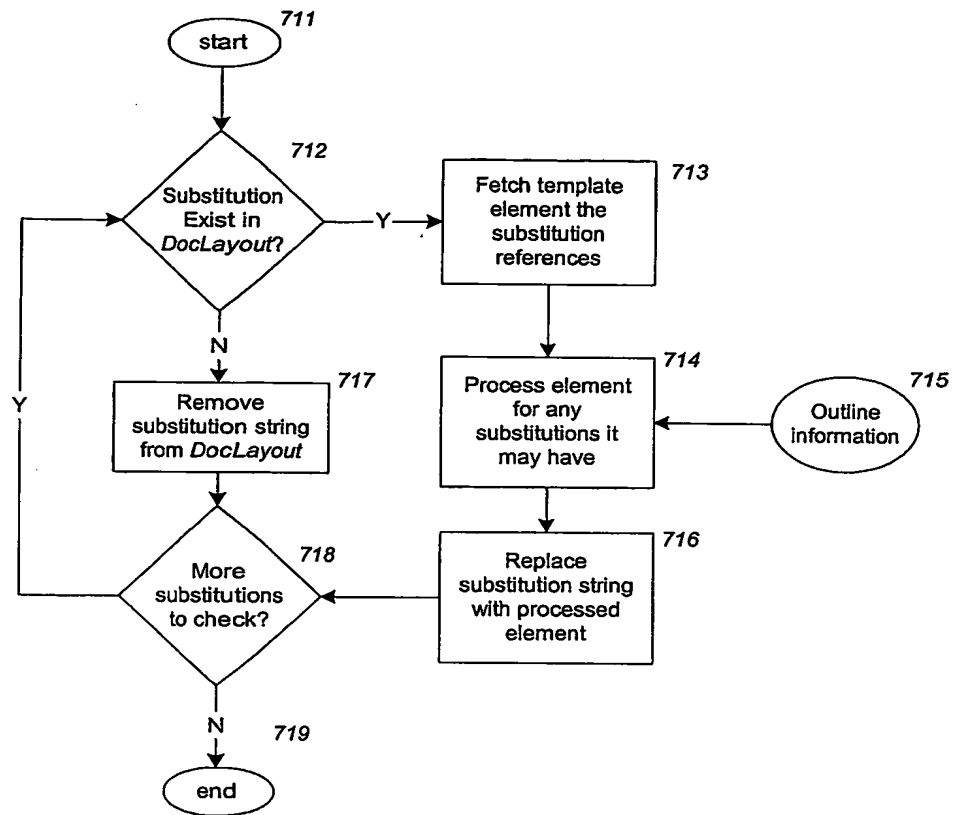 711
start
712
Substitution
Exist in
DocLayout?
Y
713
Fetch template
element the
substitution
references
N
714
Process element
for any
substitutions it
may have
715
Outline
information
717
Remove
substitution string
from DocLayout
Y
716
Replace
substitution string
with processed
element
718
More
substitutions
to check?
N
719
end